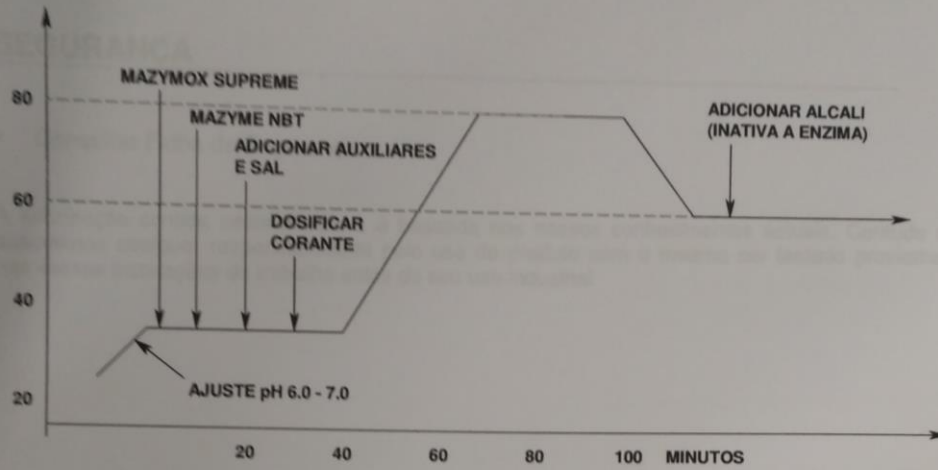 MAZYMOX SUPREME
80
MAZYME NBT
ADICIONAR ALCALI
(INATIVA A ENZIMA)
ADICIONAR AUXILIARES
E SAL
60
DOSIFICAR
CORANTE
40
AJUSTE pH 6.0 - 7.0
20
20 40 60 80 100 MINUTOS